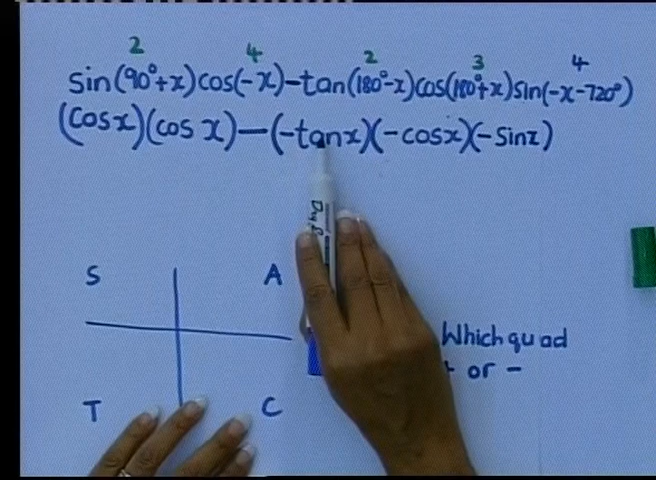 2 4 2 3 4
sin(90°+x)cos(-x)-tan(180°-x)cos(180°+x)sin(-x-720°)
(cosx)(cos x)-(-tanx)(-cosx)(-sinx)
S A
T C
Which quad
or -